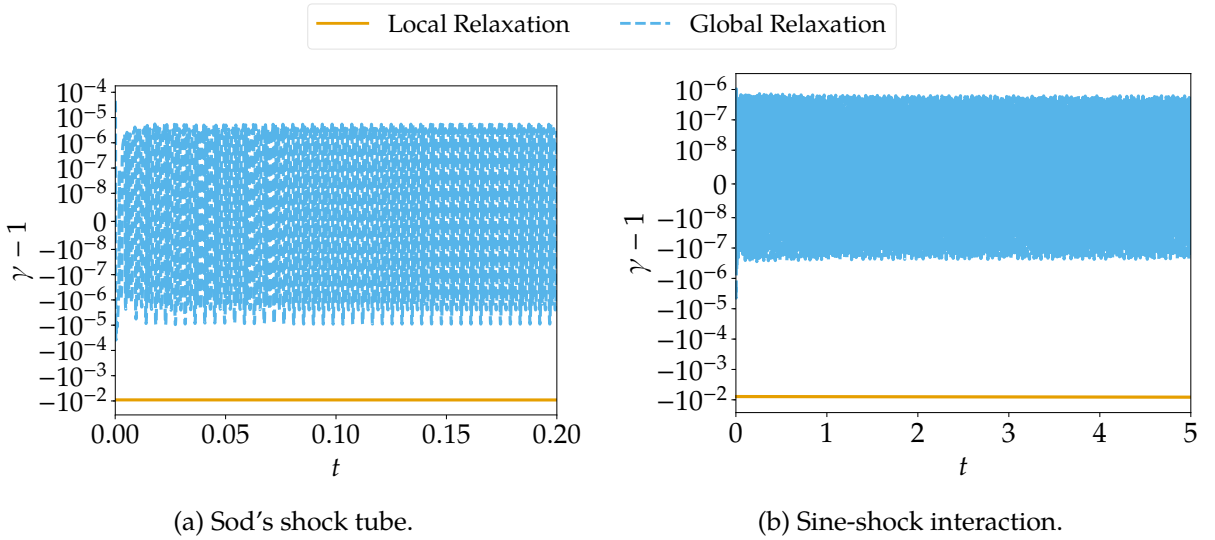 Local Relaxation Global Relaxation
10⁻⁴
10⁻⁵
10⁻⁶
10⁻⁷
10⁻⁸
0
−10⁻⁸
−10⁻⁷
−10⁻⁶
−10⁻⁵
−10⁻⁴
−10⁻³
−10⁻²
γ − 1
0.00 0.05 0.10 0.15 0.20
t
(a) Sod's shock tube.
10⁻⁶
10⁻⁷
10⁻⁸
0
−10⁻⁸
−10⁻⁷
−10⁻⁶
−10⁻⁵
−10⁻⁴
−10⁻³
−10⁻²
γ − 1
0 1 2 3 4 5
t
(b) Sine-shock interaction.